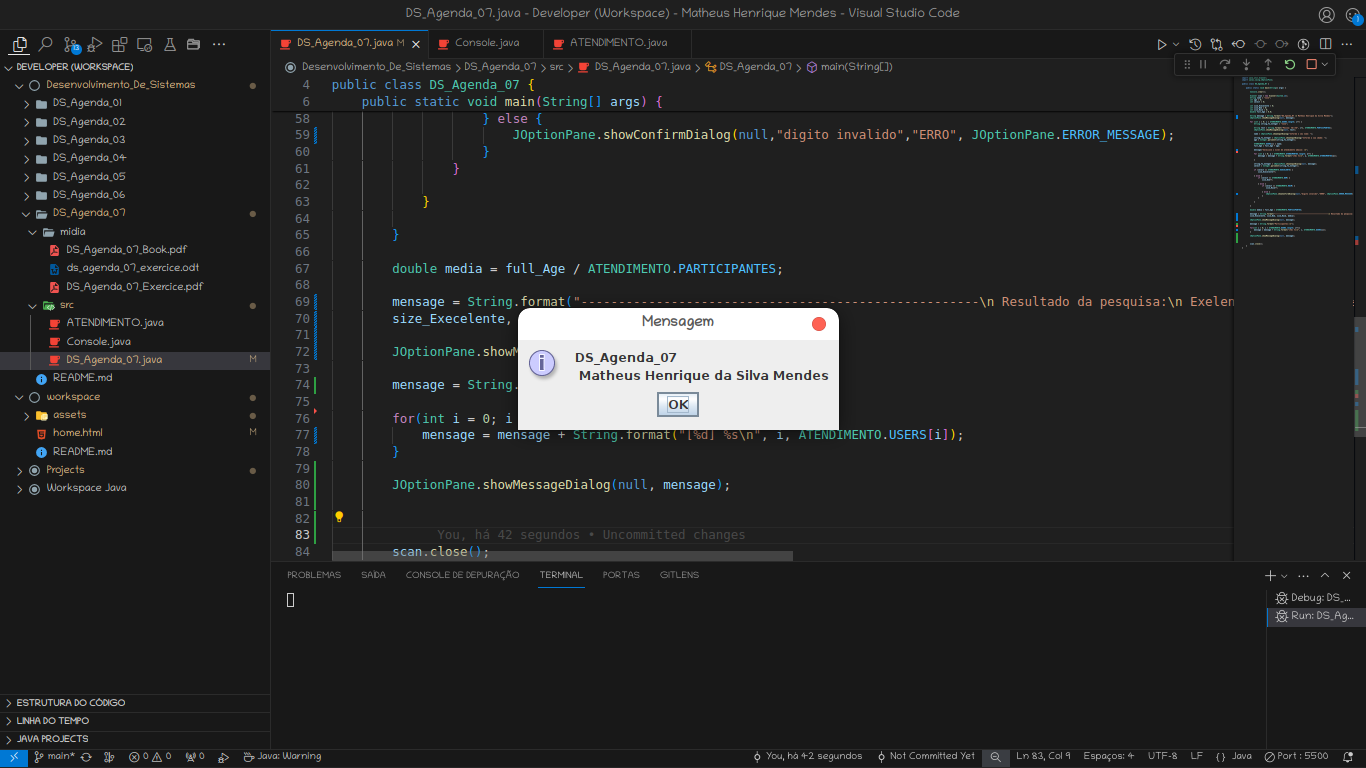 DS_Agenda_07.java - Developer (Workspace) - Matheus Henrique Mendes - Visual Studio Code
13
DEVELOPER (WORKSPACE)
Desenvolvimento_De_Sistemas
DS_Agenda_01
DS_Agenda_02
DS_Agenda_03
DS_Agenda_04
DS_Agenda_05
DS_Agenda_06
DS_Agenda_07
midia
DS_Agenda_07_Book.pdf
ds_agenda_07_exercice.odt
DS_Agenda_07_Exercice.pdf
src
ATENDIMENTO.java
Console.java
DS_Agenda_07.java M
README.md
workspace
assets
home.html M
README.md
Projects
Workspace Java
ESTRUTURA DO CÓDIGO
LINHA DO TEMPO
JAVA PROJECTS
DS_Agenda_07.java M
Console.java
ATENDIMENTO.java
Desenvolvimento_De_Sistemas > DS_Agenda_07 > src > DS_Agenda_07.java > DS_Agenda_07 > main(String[])
4 public class DS_Agenda_07 {
6 public static void main(String[] args) {
58 } else {
59 JOptionPane.showConfirmDialog(null,"digito invalido","ERRO", JOptionPane.ERROR_MESSAGE);
60 }
61 }
62
63 }
64
65 }
66
67 double media = full_Age / ATENDIMENTO.PARTICIPANTES;
68
69 message = String.format("-----------------------------------------------------\n Resultado da pesquisa:\n Exelen
70 size_Execelente,
71
72 JOptionPane.showM
73
74 message = String.
75
76 for(int i = 0; i
77 message = message + String.format("[%d] %s\n", i, ATENDIMENTO.USERS[i]);
78 }
79
80 JOptionPane.showMessageDialog(null, message);
81
82
83 You, há 42 segundos • Uncommitted changes
84 scan.close();
Mensagem
DS_Agenda_07
Matheus Henrique da Silva Mendes
OK
PROBLEMAS SAÍDA CONSOLE DE DEPURAÇÃO TERMINAL PORTAS GITLENS
Debug: DS_...
Run: DS_Ag...
main* 0 0 0 Java: Warning You, há 42 segundos Not Committed Yet Ln 83, Col 9 Espaços: 4 UTF-8 LF {} Java Port : 5500